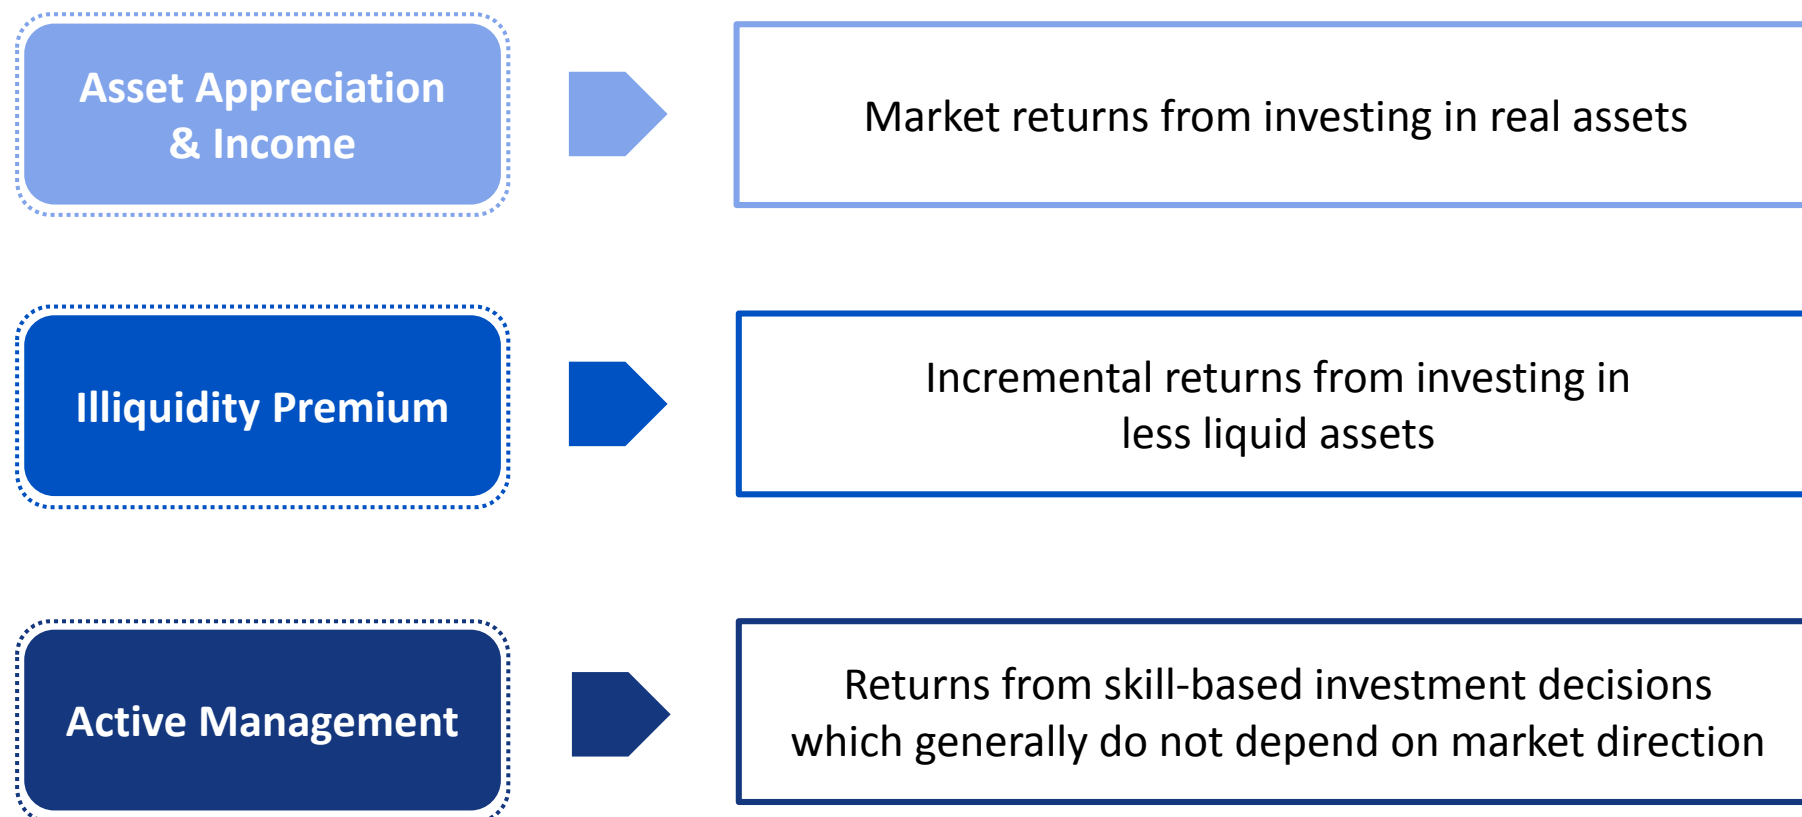 Asset Appreciation
& Income
Market returns from investing in real assets
Illiquidity Premium
Incremental returns from investing in
less liquid assets
Active Management
Returns from skill-based investment decisions
which generally do not depend on market direction